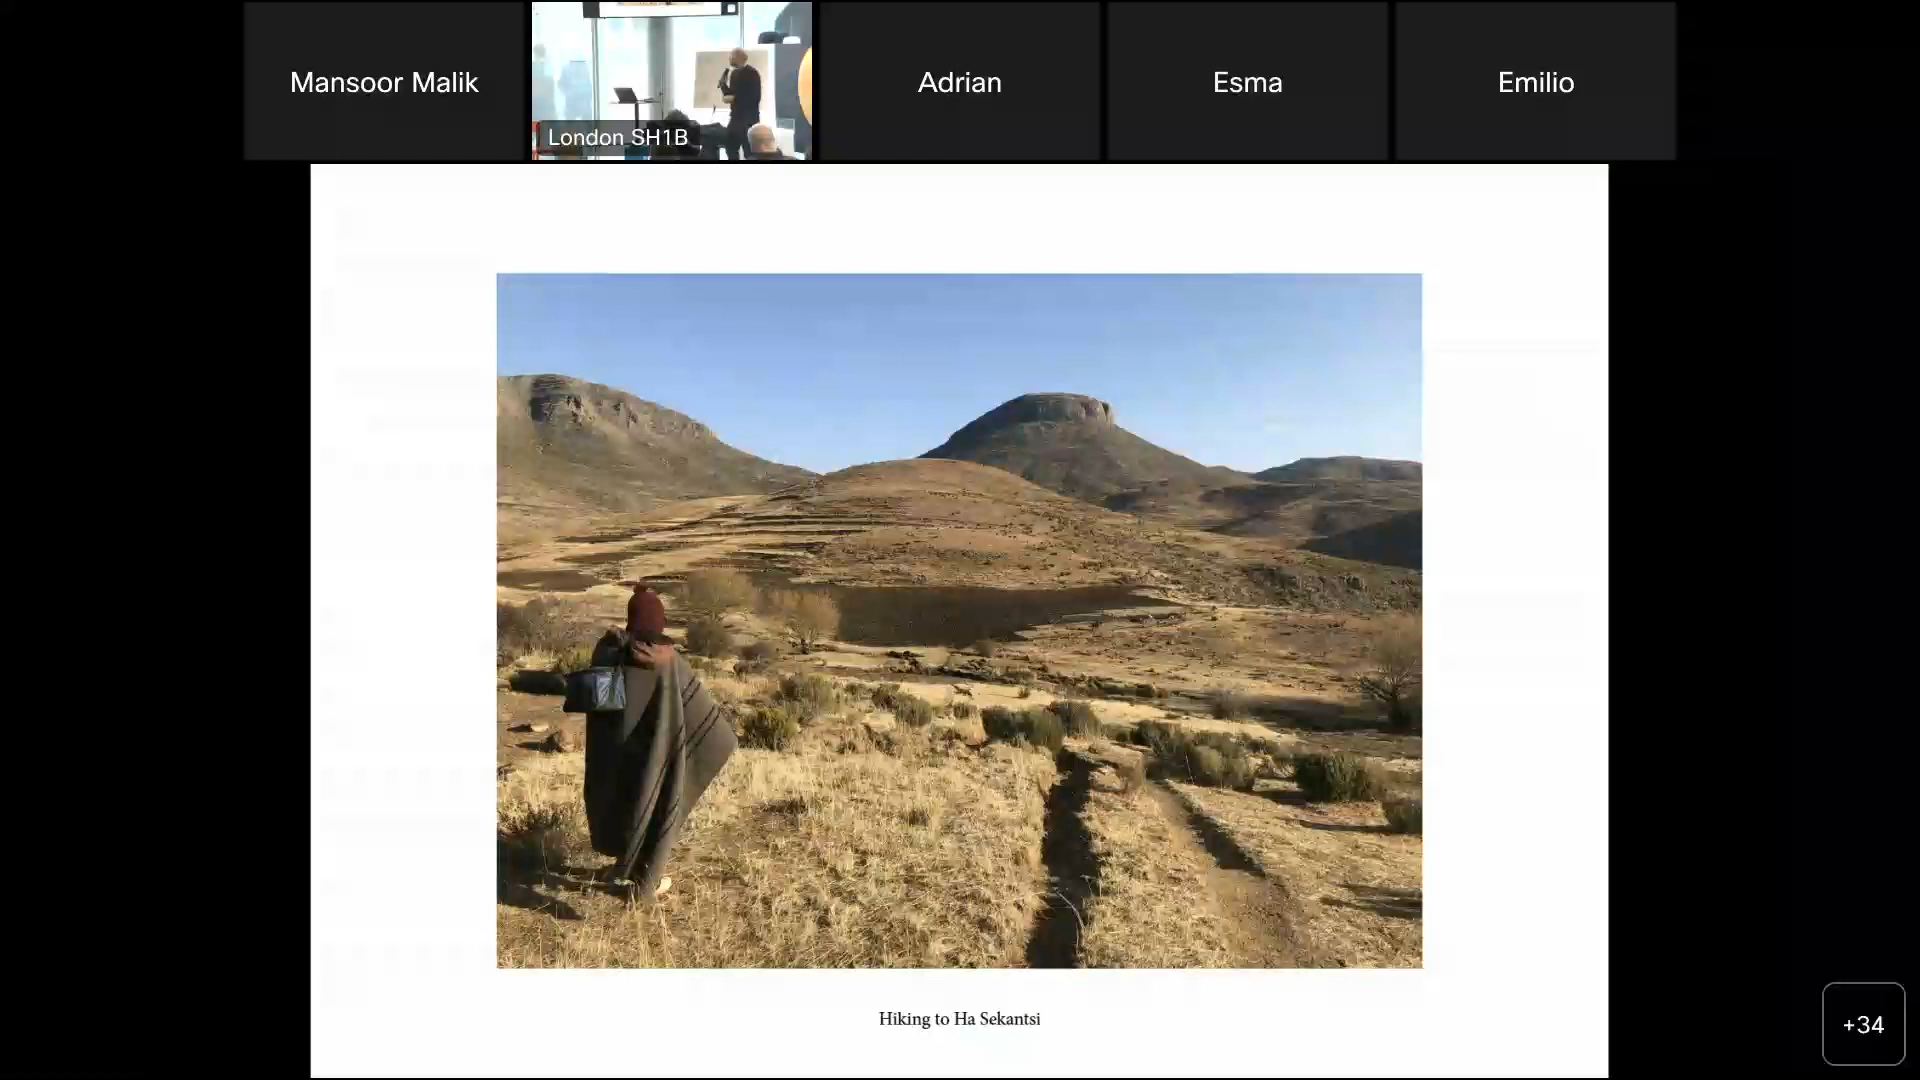 Mansoor Malik
London SH1B
Adrian
Esma
Emilio
Hiking to Ha Sekantsi
+34